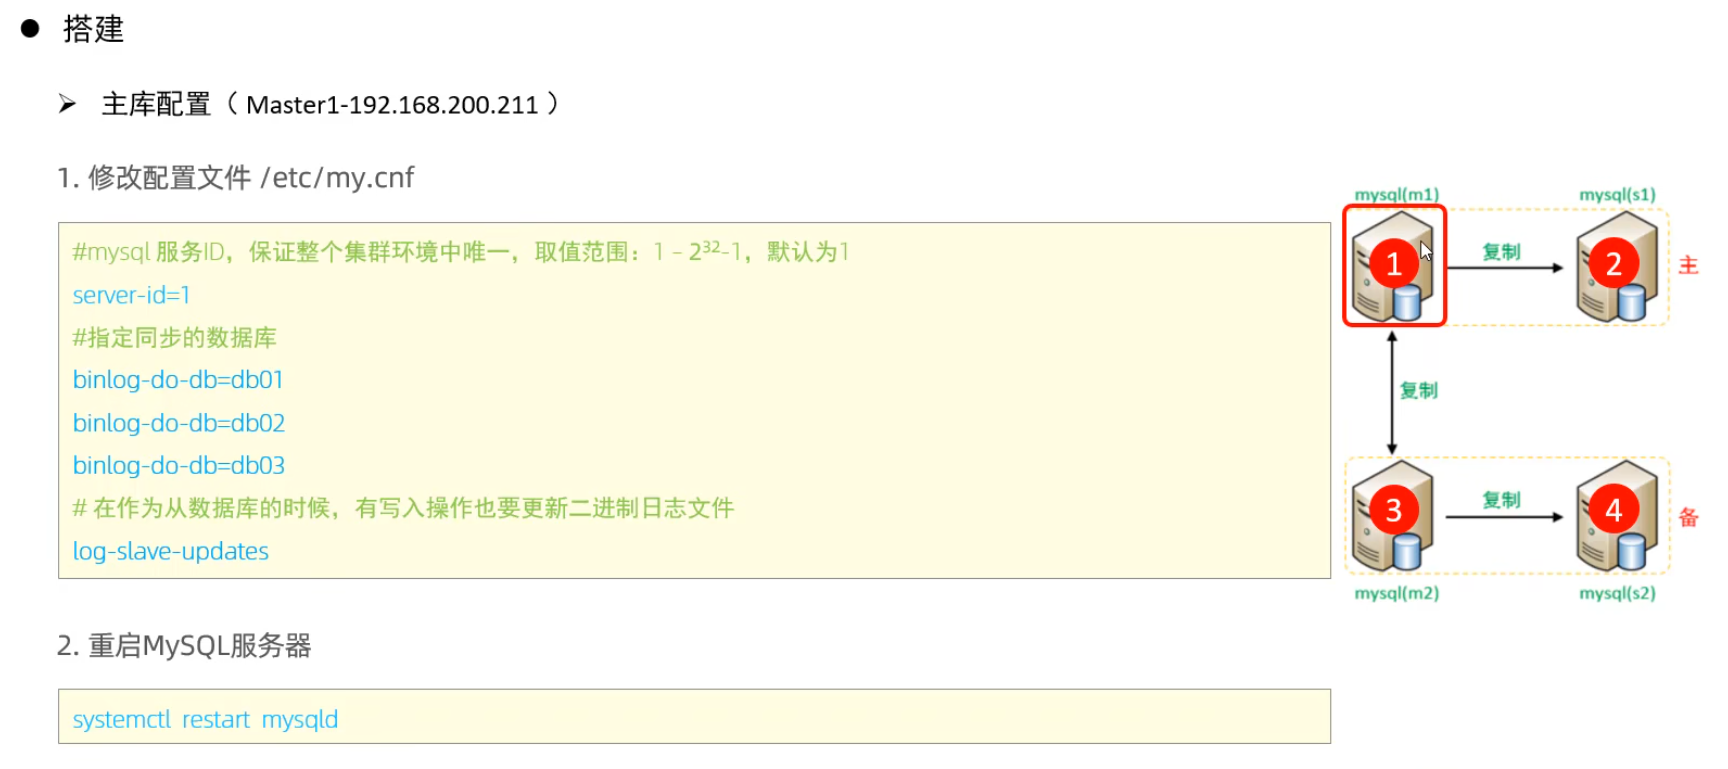 搭建
主库配置（ Master1-192.168.200.211 ）
1. 修改配置文件 /etc/my.cnf
#mysql 服务ID，保证整个集群环境中唯一，取值范围：1 – 2³²-1，默认为1
server-id=1
#指定同步的数据库
binlog-do-db=db01
binlog-do-db=db02
binlog-do-db=db03
# 在作为从数据库的时候，有写入操作也要更新二进制日志文件
log-slave-updates
2. 重启MySQL服务器
systemctl restart mysqld
mysql(m1)
mysql(s1)
1
复制
2
主
复制
3
复制
4
备
mysql(m2)
mysql(s2)